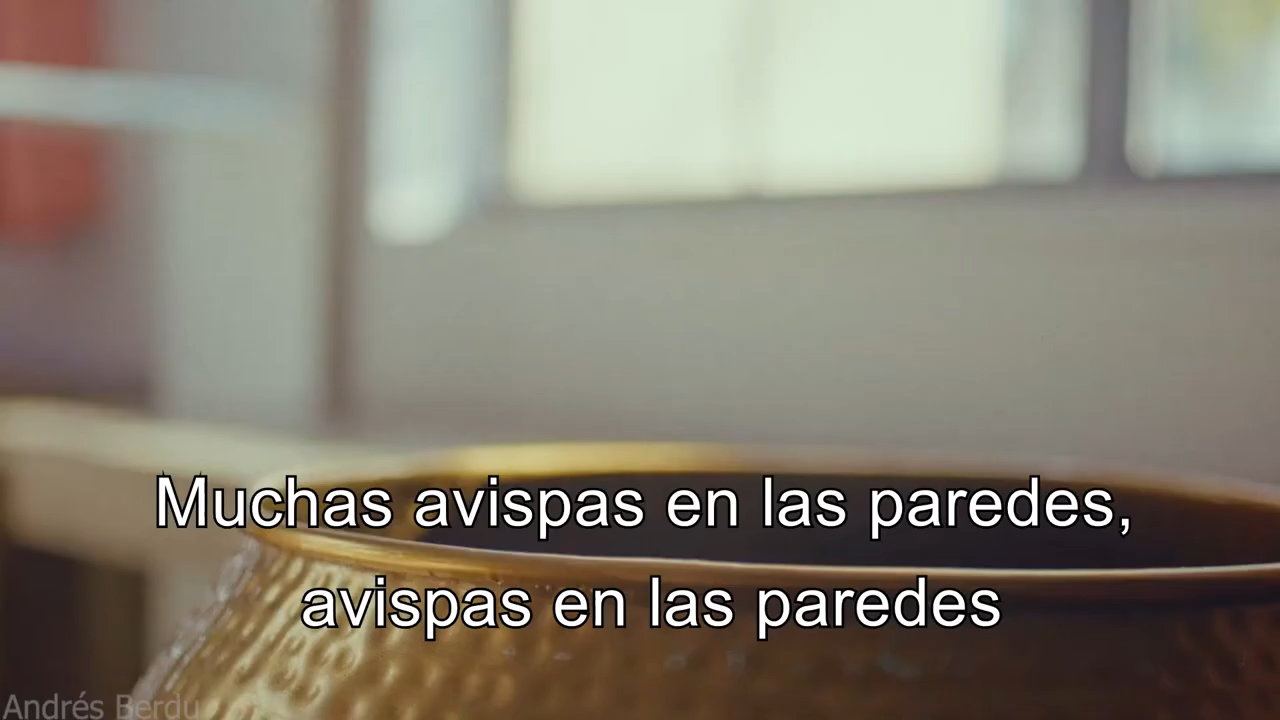 Muchas avispas en las paredes,
avispas en las paredes
Andrés Berdu